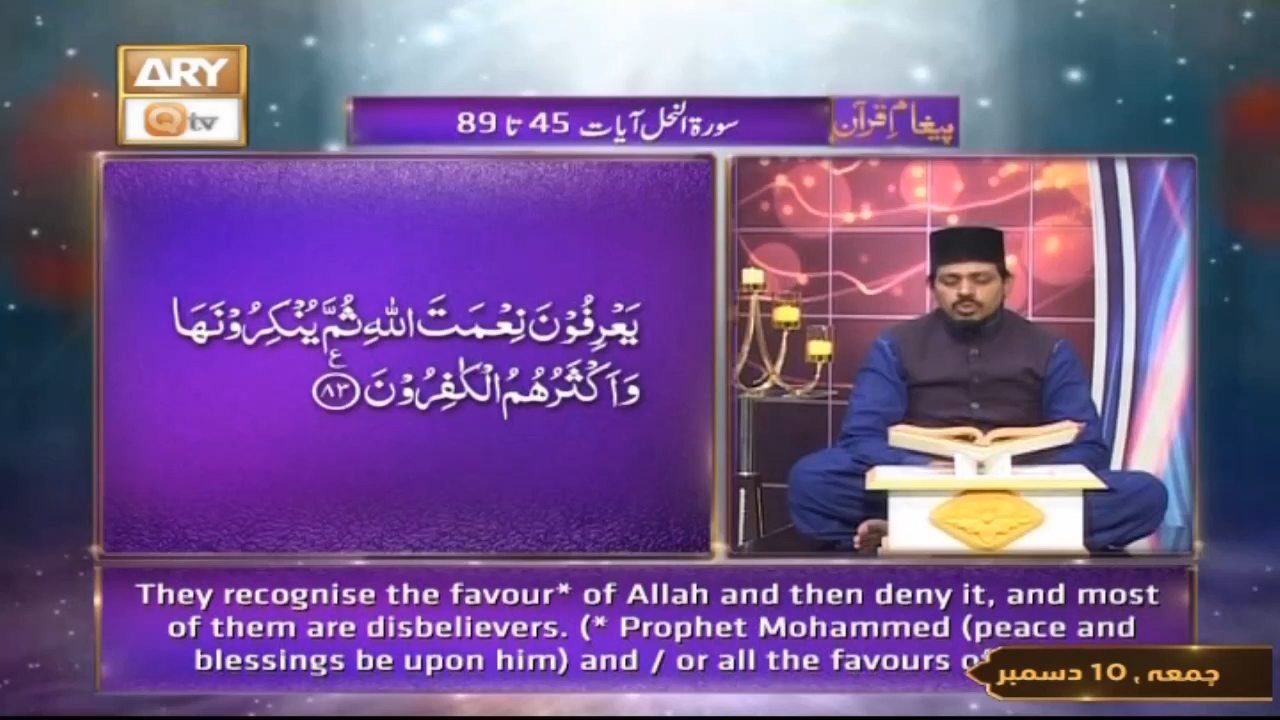 ARY
Qtv
پیغام قرآن
سورۃ النحل آیات 45 تا 89
یَعْرِفُوْنَ نِعْمَتَ اللّٰهِ ثُمَّ یُنْكِرُوْنَهَا
وَ اَكْثَرُهُمُ الْكٰفِرُوْنَ ﴿۸۳﴾ ع
They recognise the favour* of Allah and then deny it, and most
of them are disbelievers. (* Prophet Mohammed (peace and
blessings be upon him) and / or all the favours
جمعہ ، 10 دسمبر